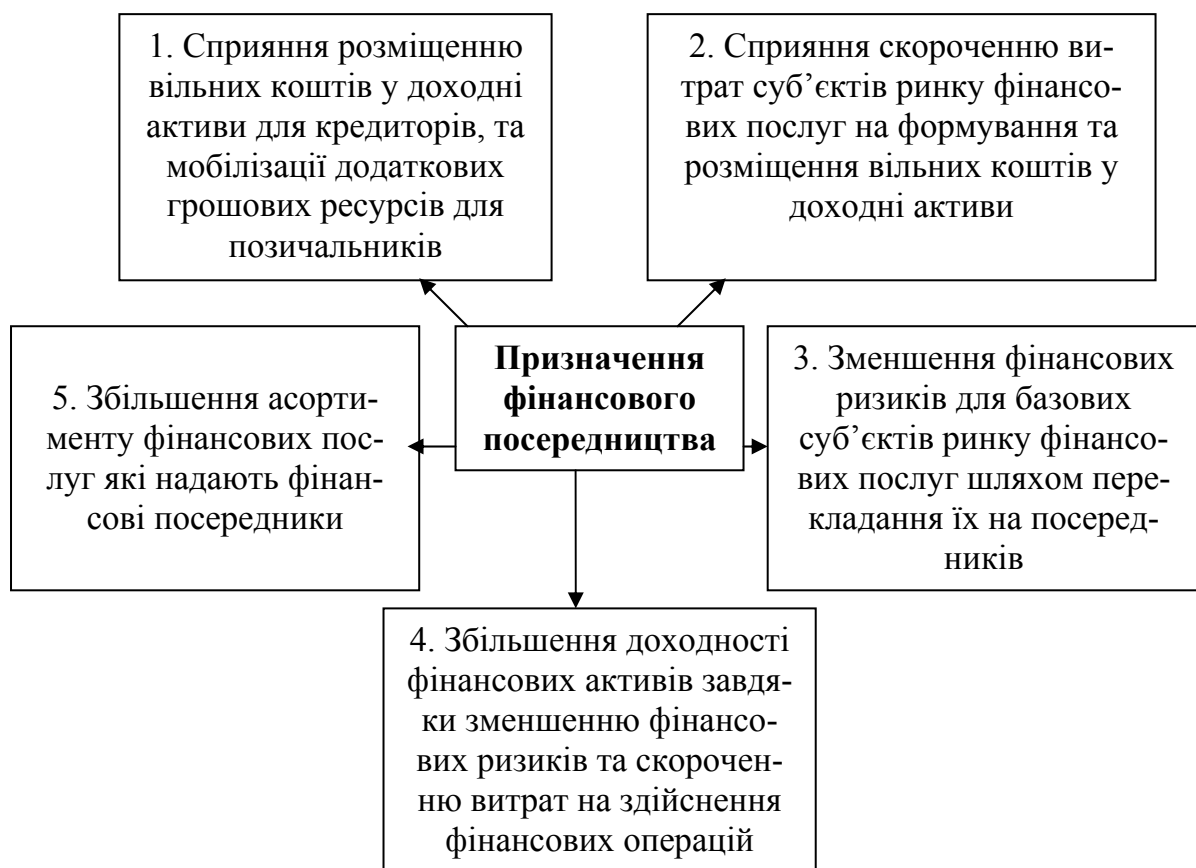 1. Сприяння розміщенню
вільних коштів у доходні
активи для кредиторів, та
мобілізації додаткових
грошових ресурсів для
позичальників
2. Сприяння скороченню ви-
трат суб’єктів ринку фінансо-
вих послуг на формування та
розміщення вільних коштів у
доходні активи
Призначення
фінансового
посередництва
3. Зменшення фінансових
ризиків для базових
суб’єктів ринку фінансо-
вих послуг шляхом пере-
кладання їх на посеред-
ників
5. Збільшення асорти-
менту фінансових пос-
луг які надають фінан-
сові посередники
4. Збільшення доходності
фінансових активів завдя-
ки зменшенню фінансо-
вих ризиків та скорочен-
ню витрат на здійснення
фінансових операцій